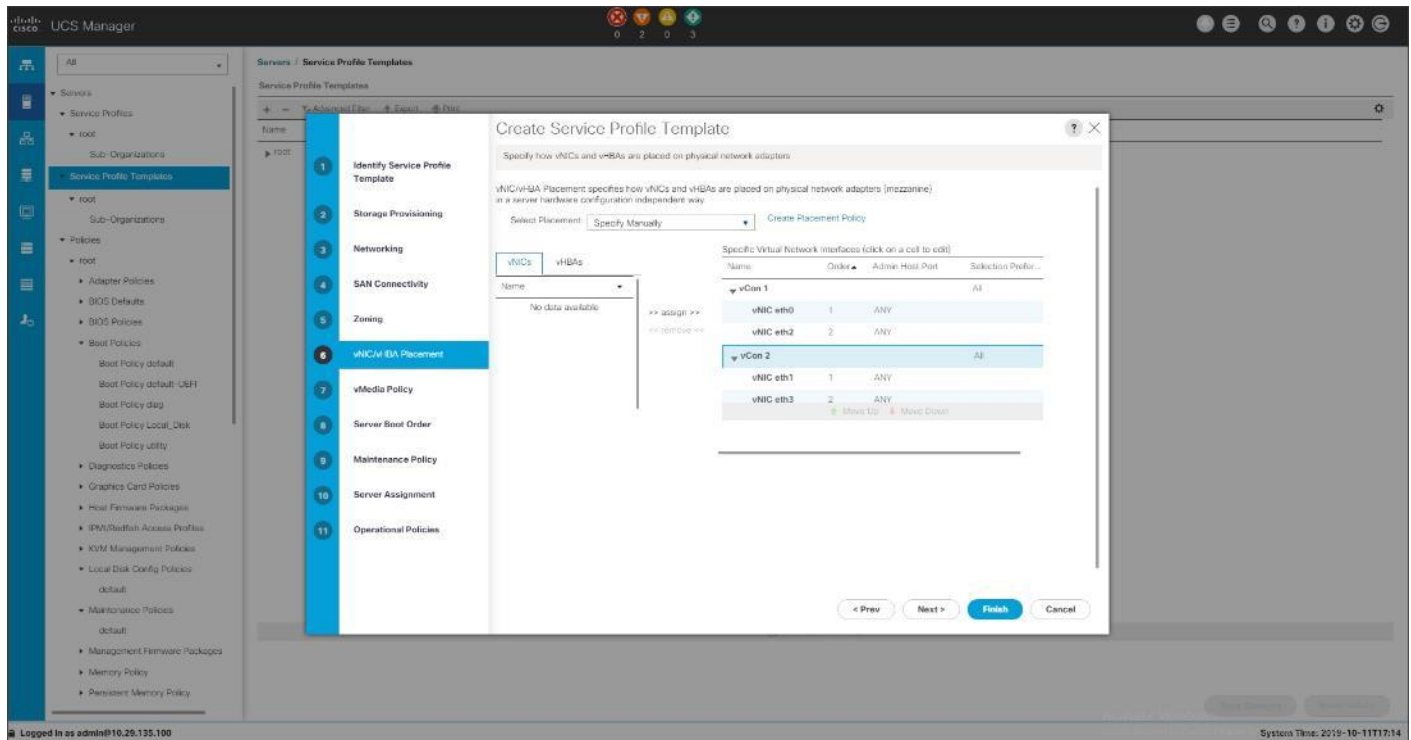 cisco UCS Manager
0 2 0 3
All
Servers / Service Profile Templates
Service Profile Templates
Servers
Service Profiles
root
Sub-Organizations
Service Profile Templates
root
Sub-Organizations
Policies
root
Adapter Policies
BIOS Defaults
BIOS Policies
Boot Policies
Boot Policy default
Boot Policy default-UEFI
Boot Policy diag
Boot Policy Local_Disk
Boot Policy utility
Diagnostics Policies
Graphics Card Policies
Host Firmware Packages
IPMI/Redfish Access Profiles
KVM Management Policies
Local Disk Config Policies
default
Maintenance Policies
default
Management Firmware Packages
Memory Policy
Persistent Memory Policy
+ − Advanced Filter Export Print
Name
root
1 Identify Service Profile
Template
2 Storage Provisioning
3 Networking
4 SAN Connectivity
5 Zoning
6 vNIC/vHBA Placement
7 vMedia Policy
8 Server Boot Order
9 Maintenance Policy
10 Server Assignment
11 Operational Policies
Create Service Profile Template
? ×
Specify how vNICs and vHBAs are placed on physical network adapters
vNIC/vHBA Placement specifies how vNICs and vHBAs are placed on physical network adapters (mezzanine)
in a server hardware configuration independent way.
Select Placement: Specify Manually Create Placement Policy
vNICs vHBAs
Name
No data available
>> assign >>
<< remove <<
Specific Virtual Network Interfaces (click on a cell to edit)
Name Order Admin Host Port Selection Prefer...
vCon 1 All
vNIC eth0 1 ANY
vNIC eth2 2 ANY
vCon 2 All
vNIC eth1 1 ANY
vNIC eth3 2 ANY
Move Up Move Down
< Prev Next > Finish Cancel
Logged in as admin@10.29.135.100
System Time: 2019-10-11T17:14